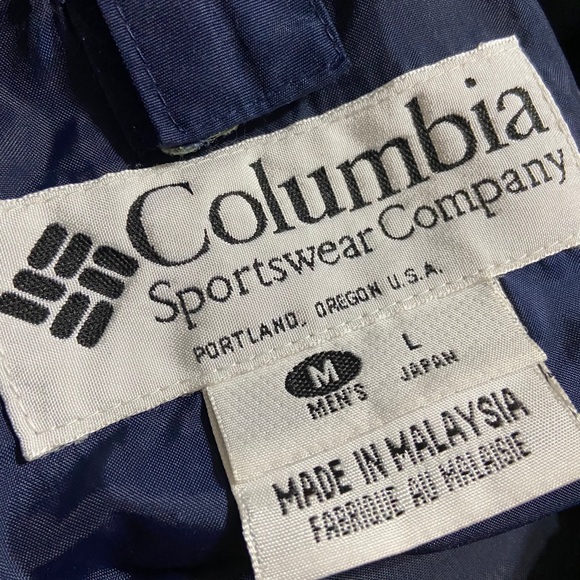 Columbia
Sportswear Company
PORTLAND, OREGON U.S.A.
M L
MEN'S JAPAN
MADE IN MALAYSIA
FABRIQUE AU MALAISIE